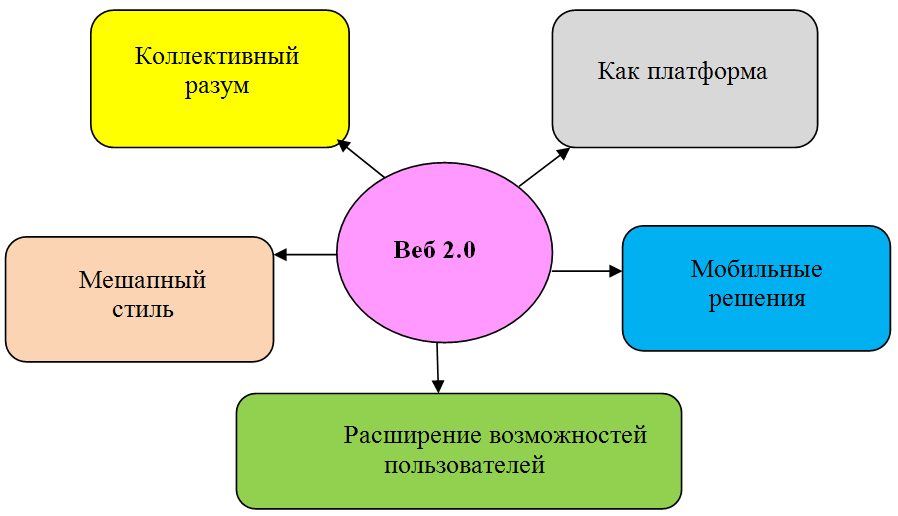 Коллективный
разум
Как платформа
Веб 2.0
Мешапный
стиль
Мобильные
решения
Расширение возможностей
пользователей